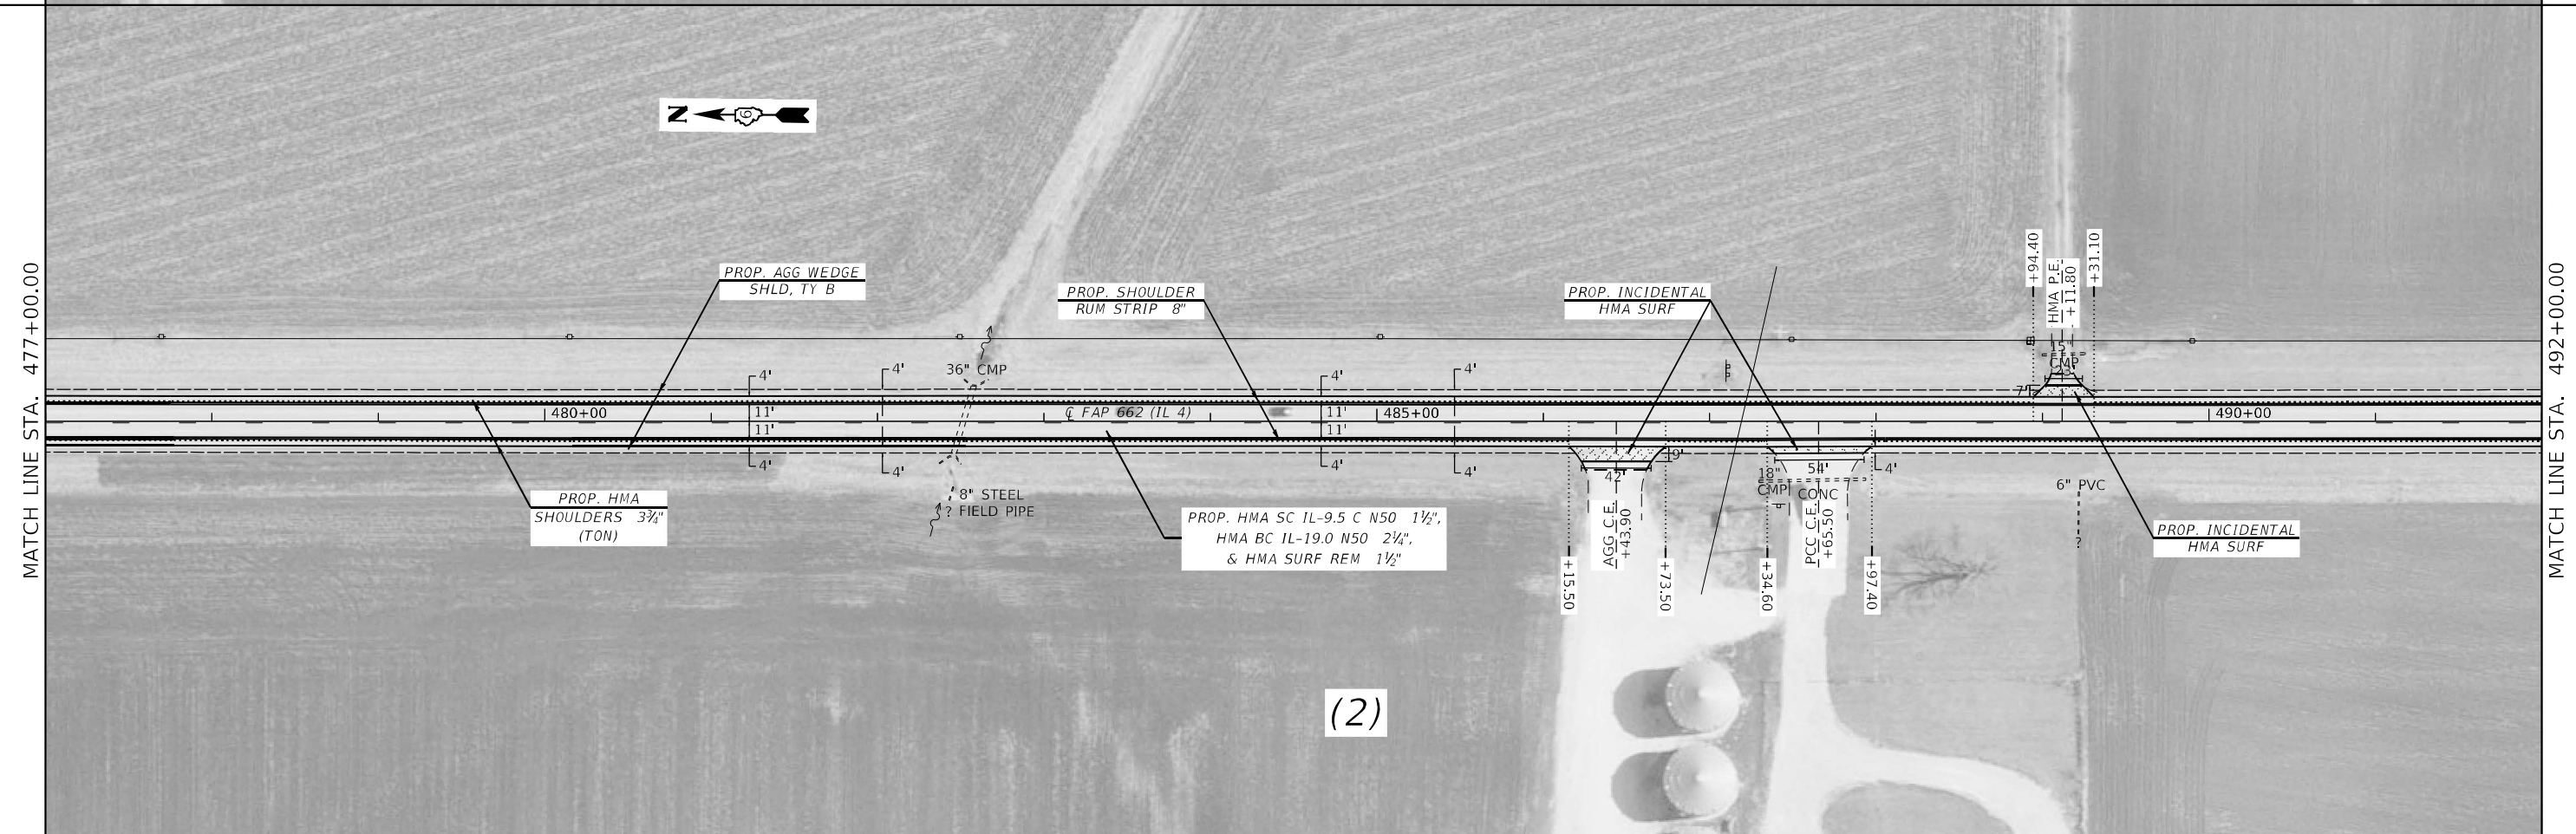 MATCH LINE STA. 477+00.00
N
6
PROP. AGG WEDGE
SHLD, TY B
PROP. SHOULDER
RUM STRIP 8"
PROP. INCIDENTAL
HMA SURF
+94.40
HMA P.E.
+11.80
+31.10
15"
CMP
23'
7'
36" CMP
4'
4'
4'
4'
480+00
11'
℄ FAP 662 (IL 4)
11'
485+00
490+00
11'
11'
4'
4'
4'
4'
9'
42'
18"
CMP
54'
4'
CONC
6" PVC
?
8" STEEL
? FIELD PIPE
PROP. HMA
SHOULDERS 3¾"
(TON)
PROP. HMA SC IL-9.5 C N50 1½",
HMA BC IL-19.0 N50 2¼",
& HMA SURF REM 1½"
AGG C.E.
+43.90
PCC C.E.
+65.50
+15.50
+73.50
+34.60
+97.40
PROP. INCIDENTAL
HMA SURF
(2)
MATCH LINE STA. 492+00.00